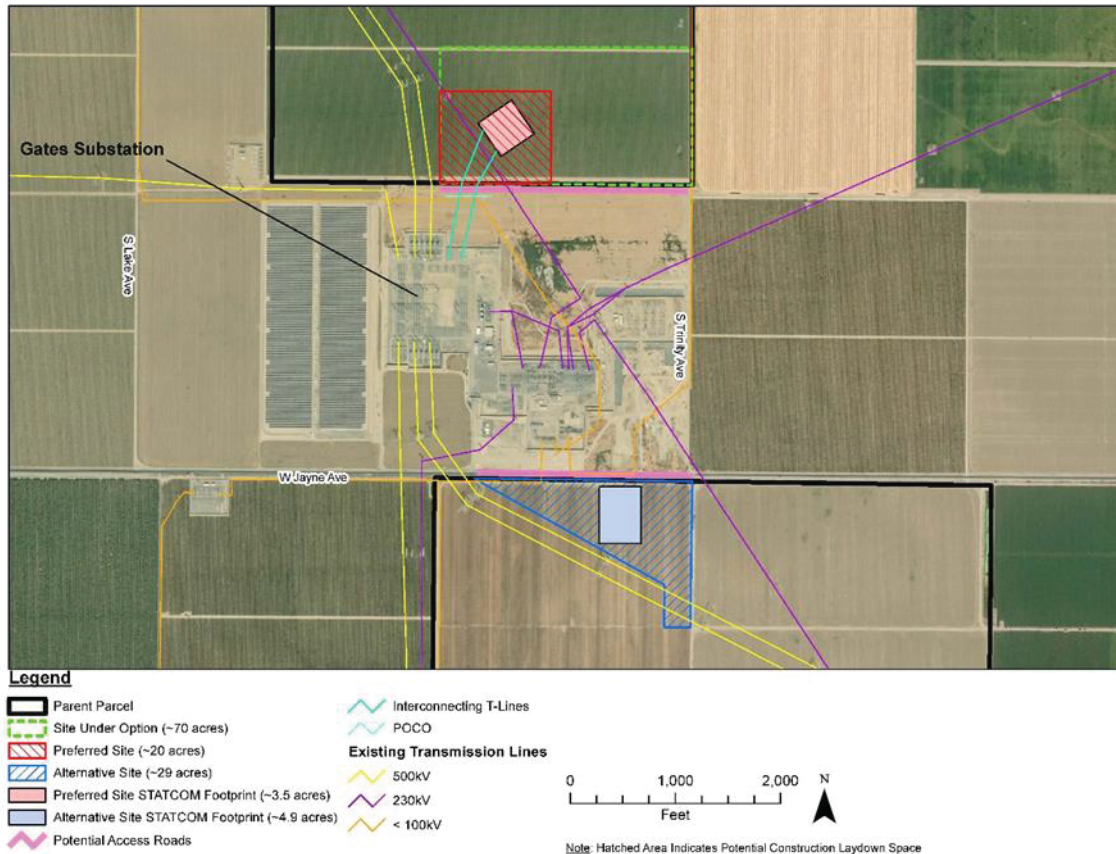 Gates Substation
S Lake Ave
S Trinity Ave
W Jayne Ave
Legend
Parent Parcel
Site Under Option (~70 acres)
Preferred Site (~20 acres)
Alternative Site (~29 acres)
Preferred Site STATCOM Footprint (~3.5 acres)
Alternative Site STATCOM Footprint (~4.9 acres)
Potential Access Roads
Interconnecting T-Lines
POCO
Existing Transmission Lines
500kV
230kV
< 100kV
0 1,000 2,000
Feet
N
Note: Hatched Area Indicates Potential Construction Laydown Space